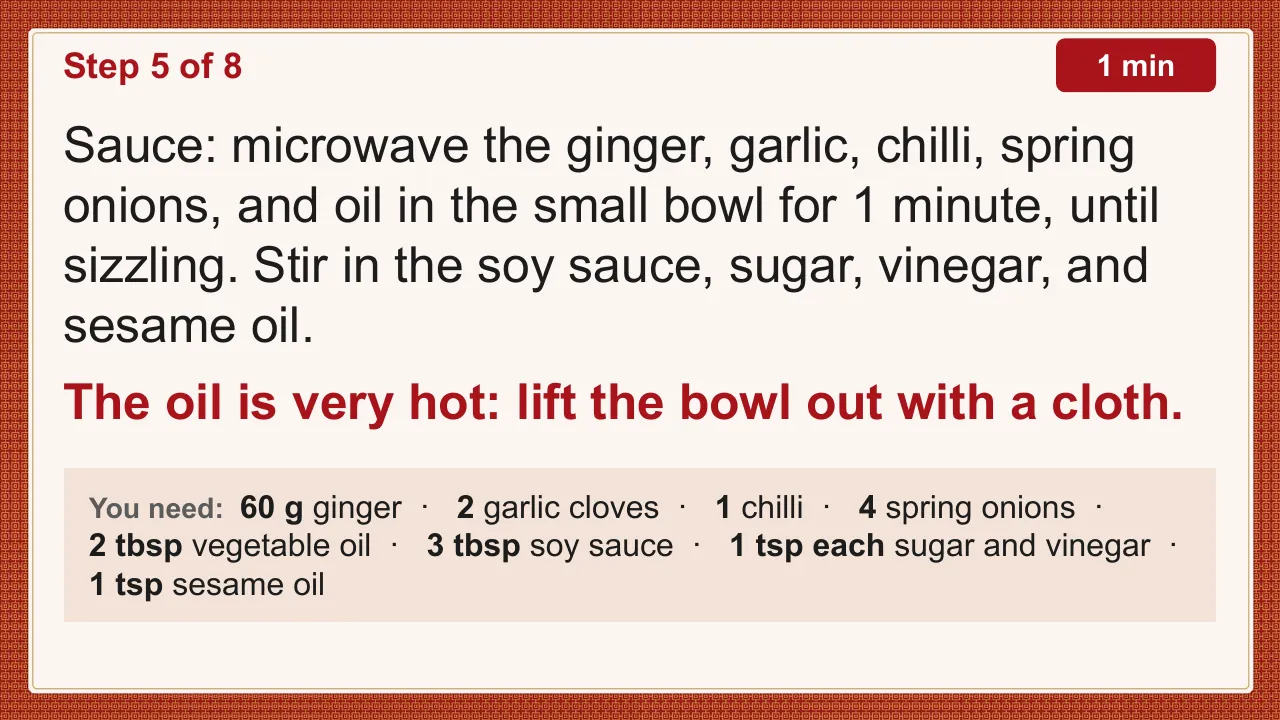 Step 5 of 8
1 min
Sauce: microwave the ginger, garlic, chilli, spring
onions, and oil in the small bowl for 1 minute, until
sizzling. Stir in the soy sauce, sugar, vinegar, and
sesame oil.
The oil is very hot: lift the bowl out with a cloth.
You need: 60 g ginger · 2 garlic cloves · 1 chilli · 4 spring onions ·
2 tbsp vegetable oil · 3 tbsp soy sauce · 1 tsp each sugar and vinegar ·
1 tsp sesame oil